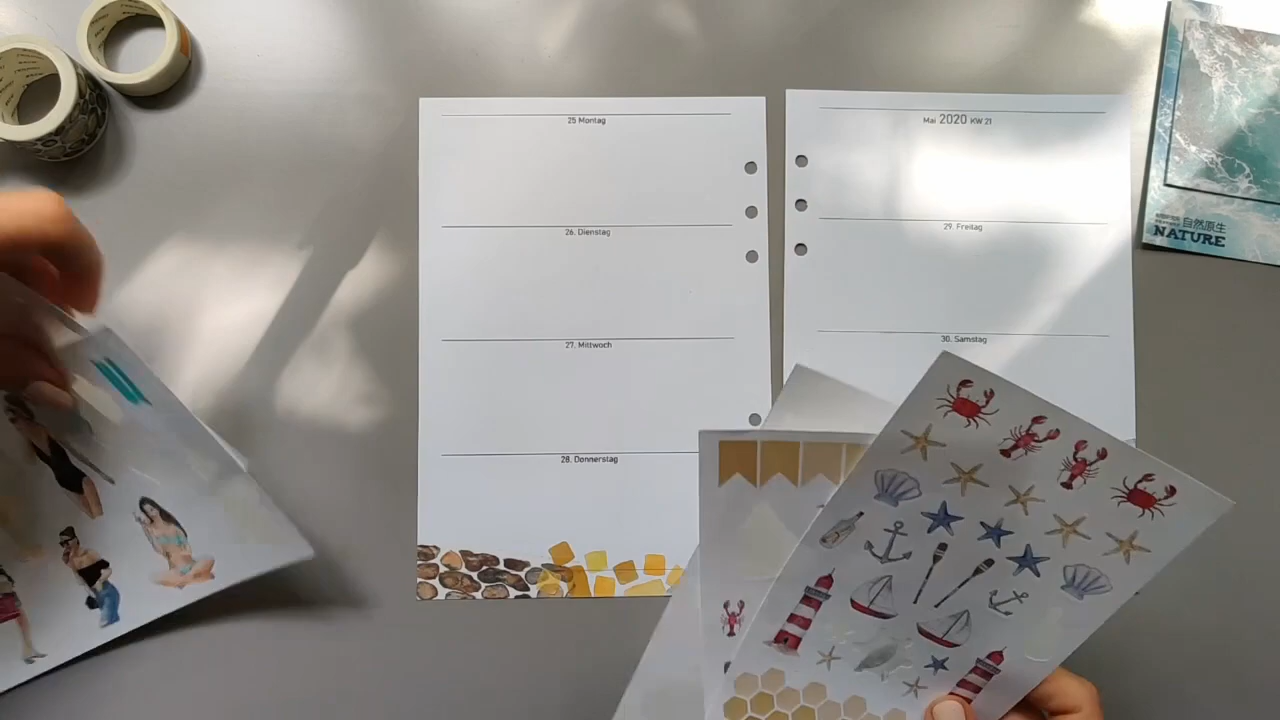 25 Montag
26. Dienstag
27. Mittwoch
28. Donnerstag
Mai 2020 KW 21
29. Freitag
30. Samstag
自然原生
NATURE